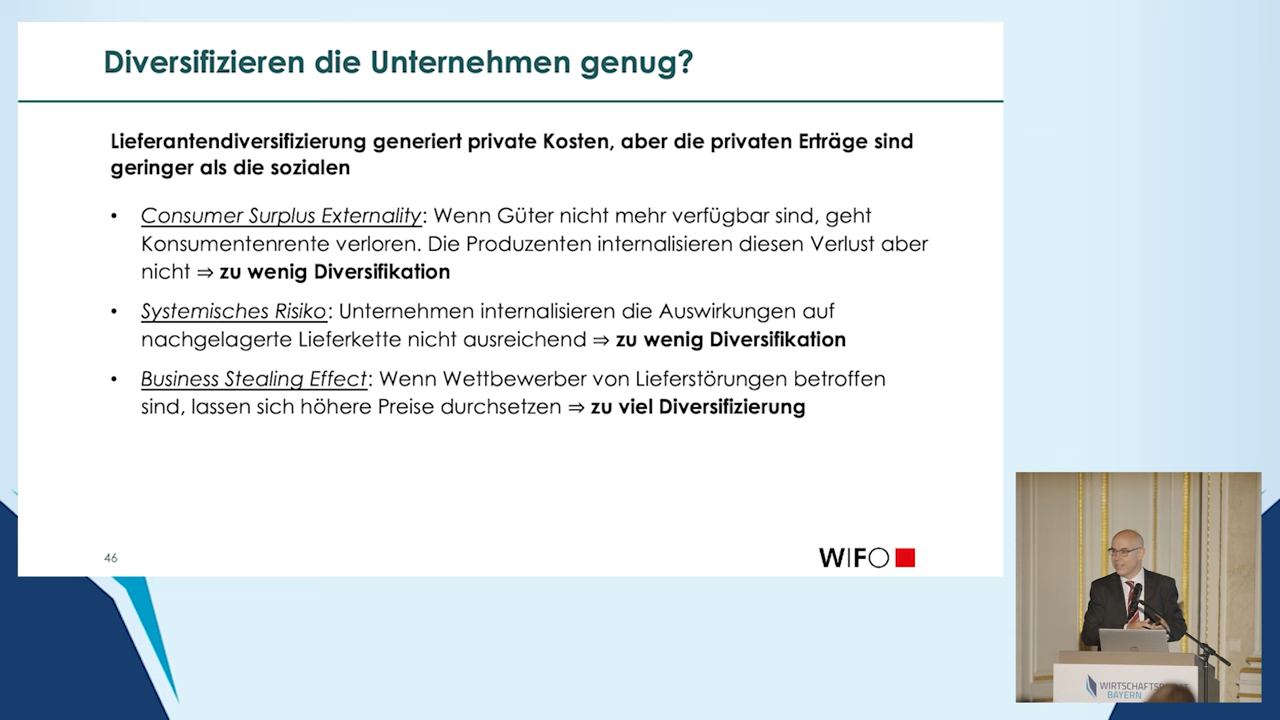 Diversifizieren die Unternehmen genug?
Lieferantendiversifizierung generiert private Kosten, aber die privaten Erträge sind
geringer als die sozialen
• Consumer Surplus Externality: Wenn Güter nicht mehr verfügbar sind, geht
Konsumentenrente verloren. Die Produzenten internalisieren diesen Verlust aber
nicht ⇒ zu wenig Diversifikation
• Systemisches Risiko: Unternehmen internalisieren die Auswirkungen auf
nachgelagerte Lieferkette nicht ausreichend ⇒ zu wenig Diversifikation
• Business Stealing Effect: Wenn Wettbewerber von Lieferstörungen betroffen
sind, lassen sich höhere Preise durchsetzen ⇒ zu viel Diversifizierung
46
WIFO
BAYERN